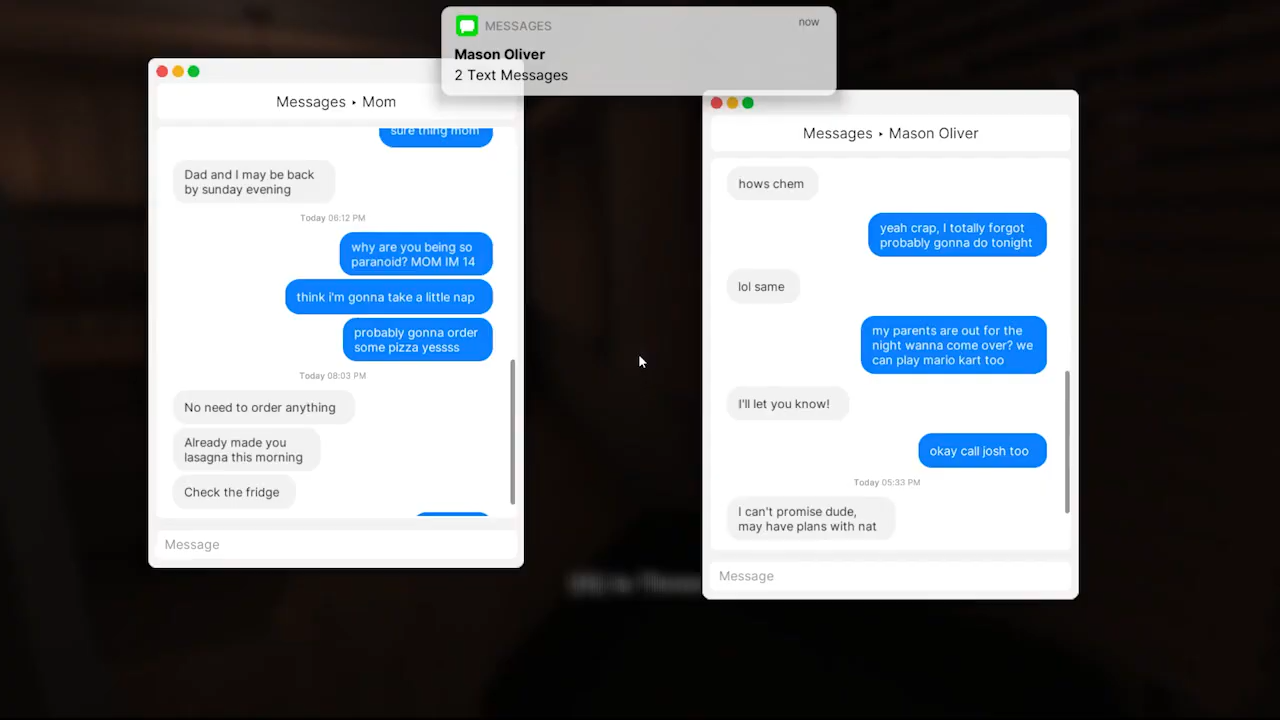 MESSAGES
now
Mason Oliver
2 Text Messages
Messages ‣ Mom
sure thing mom
Dad and I may be back
by sunday evening
Today 06:12 PM
why are you being so
paranoid? MOM IM 14
think i'm gonna take a little nap
probably gonna order
some pizza yessss
Today 08:03 PM
No need to order anything
Already made you
lasagna this morning
Check the fridge
Message
Messages ‣ Mason Oliver
hows chem
yeah crap, I totally forgot
probably gonna do tonight
lol same
my parents are out for the
night wanna come over? we
can play mario kart too
I'll let you know!
okay call josh too
Today 05:33 PM
I can't promise dude,
may have plans with nat
Message